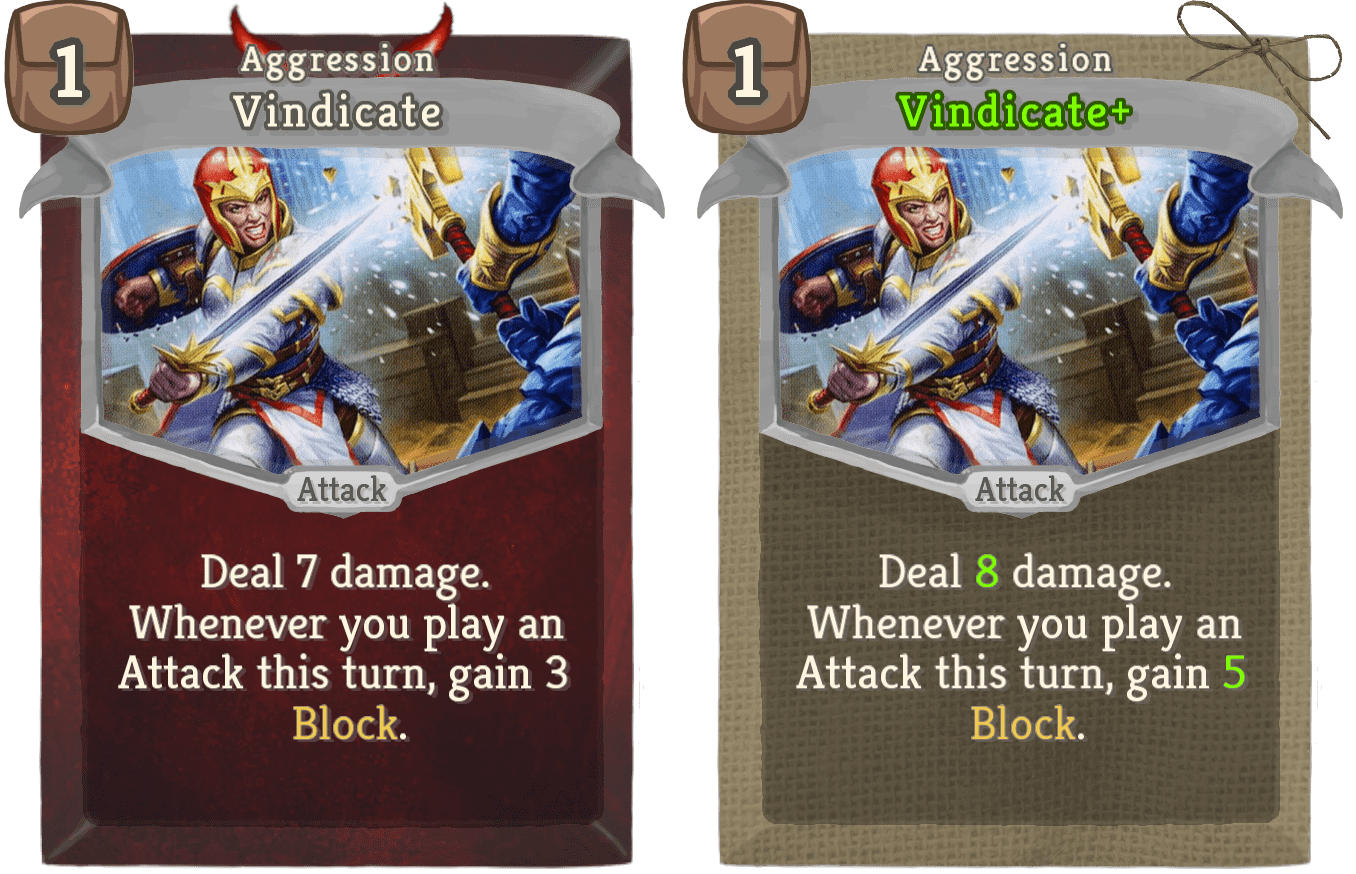 1
Aggression
Vindicate
Attack
Deal 7 damage.
Whenever you play an
Attack this turn, gain 3
Block.
1
Aggression
Vindicate+
Attack
Deal 8 damage.
Whenever you play an
Attack this turn, gain 5
Block.